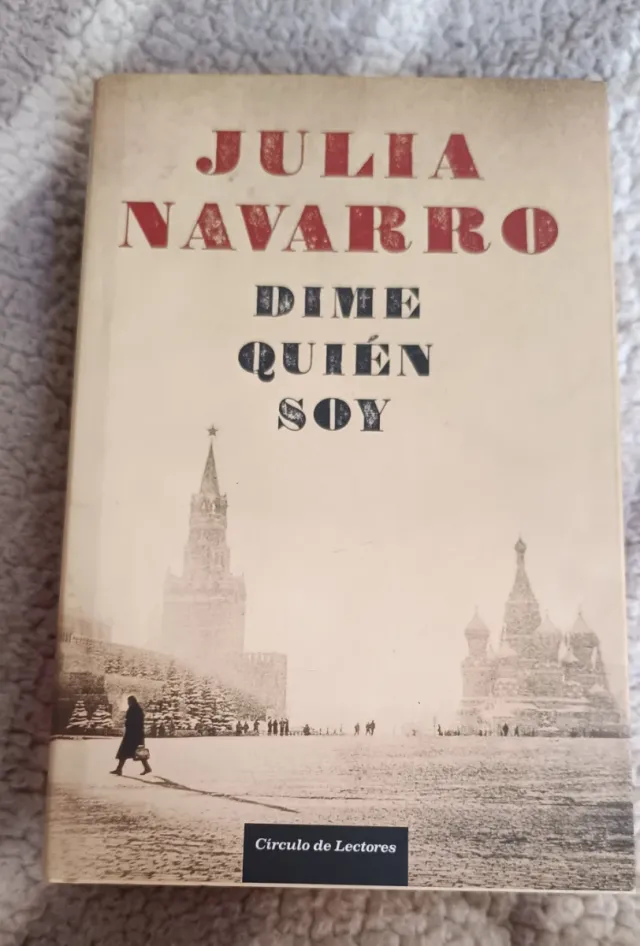 JULIA
NAVARRO
DIME
QUIÉN
SOY
Círculo de Lectores